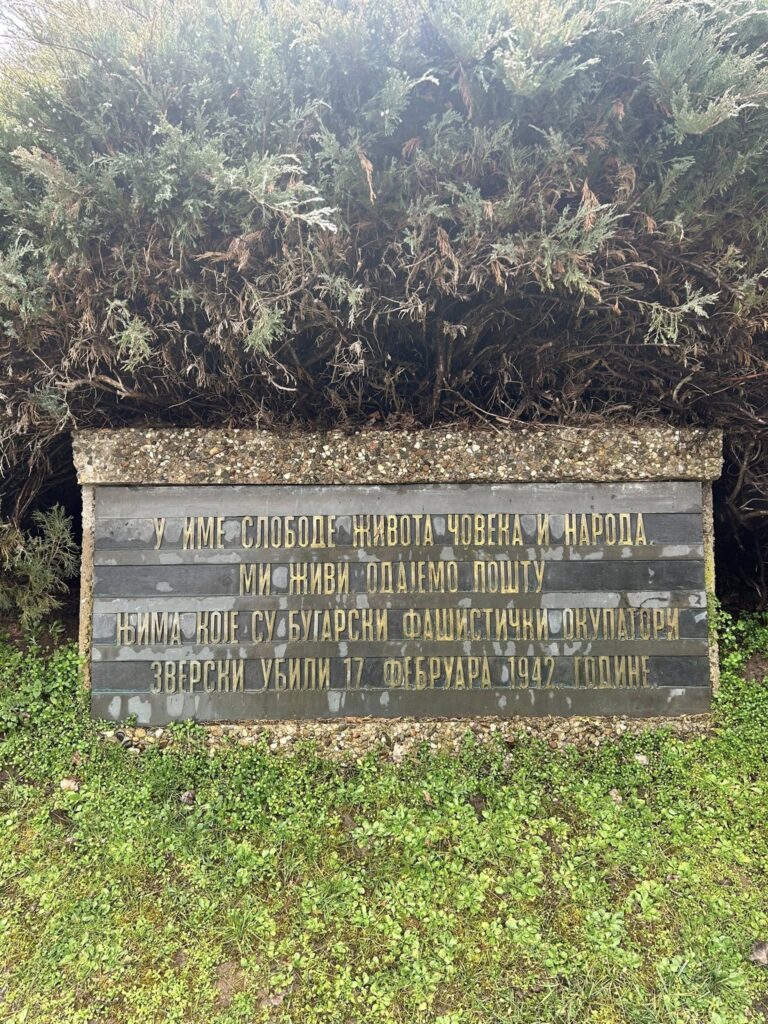 У ИМЕ СЛОБОДЕ ЖИВОТА ЧОВЕКА И НАРОДА.
МИ ЖИВИ ОДАЈЕМО ПОШТУ
ЊИМА КОЈЕ СУ БУГАРСКИ ФАШИСТИЧКИ ОКУПАТОРИ
ЗВЕРСКИ УБИЛИ 17 ФЕБРУАРА 1942 ГОДИНЕ.